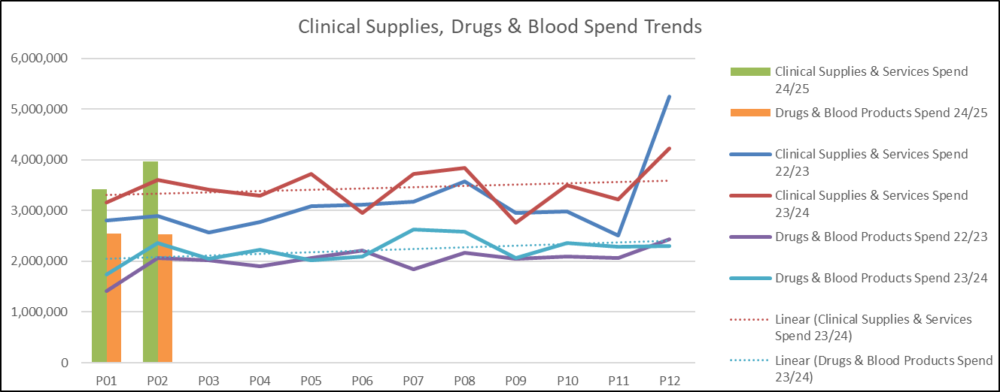 Clinical Supplies, Drugs & Blood Spend Trends
6,000,000
5,000,000
4,000,000
3,000,000
2,000,000
1,000,000
0
P01 P02 P03 P04 P05 P06 P07 P08 P09 P10 P11 P12
Clinical Supplies & Services Spend
24/25
Drugs & Blood Products Spend 24/25
Clinical Supplies & Services Spend
22/23
Clinical Supplies & Services Spend
23/24
Drugs & Blood Products Spend 22/23
Drugs & Blood Products Spend 23/24
Linear (Clinical Supplies & Services
Spend 23/24)
Linear (Drugs & Blood Products Spend
23/24)